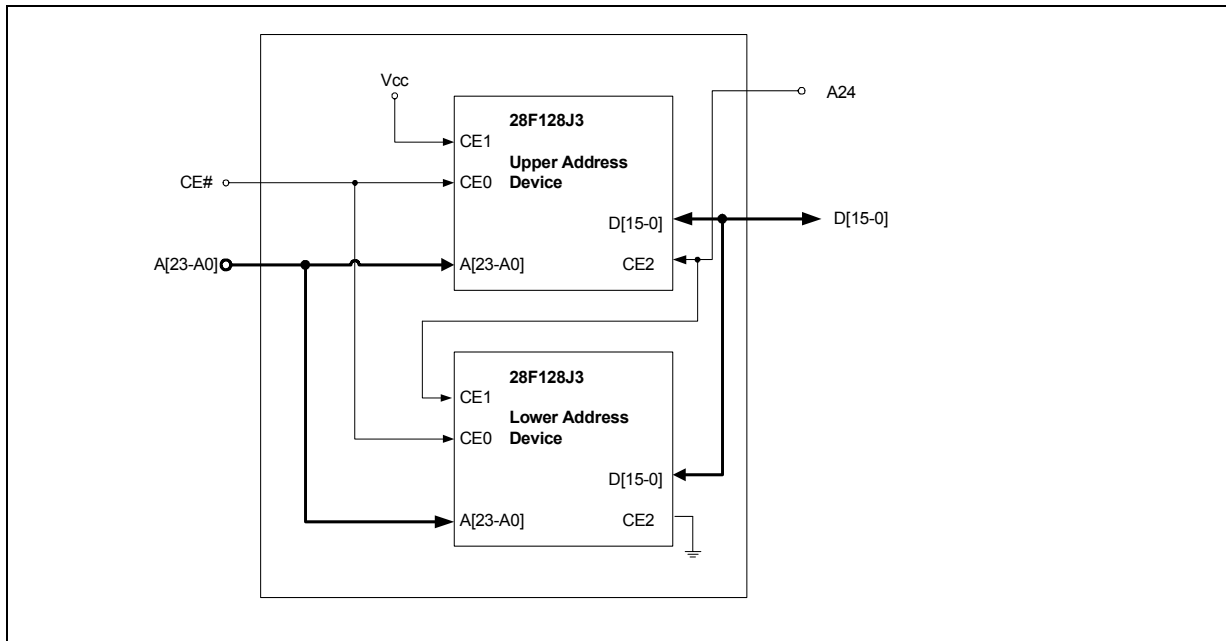 Vcc
A24
28F128J3
CE1
Upper Address
Device
CE#
CE0
D[15-0]
D[15-0]
A[23-A0]
A[23-A0]
CE2
28F128J3
CE1
Lower Address
Device
CE0
D[15-0]
A[23-A0]
CE2